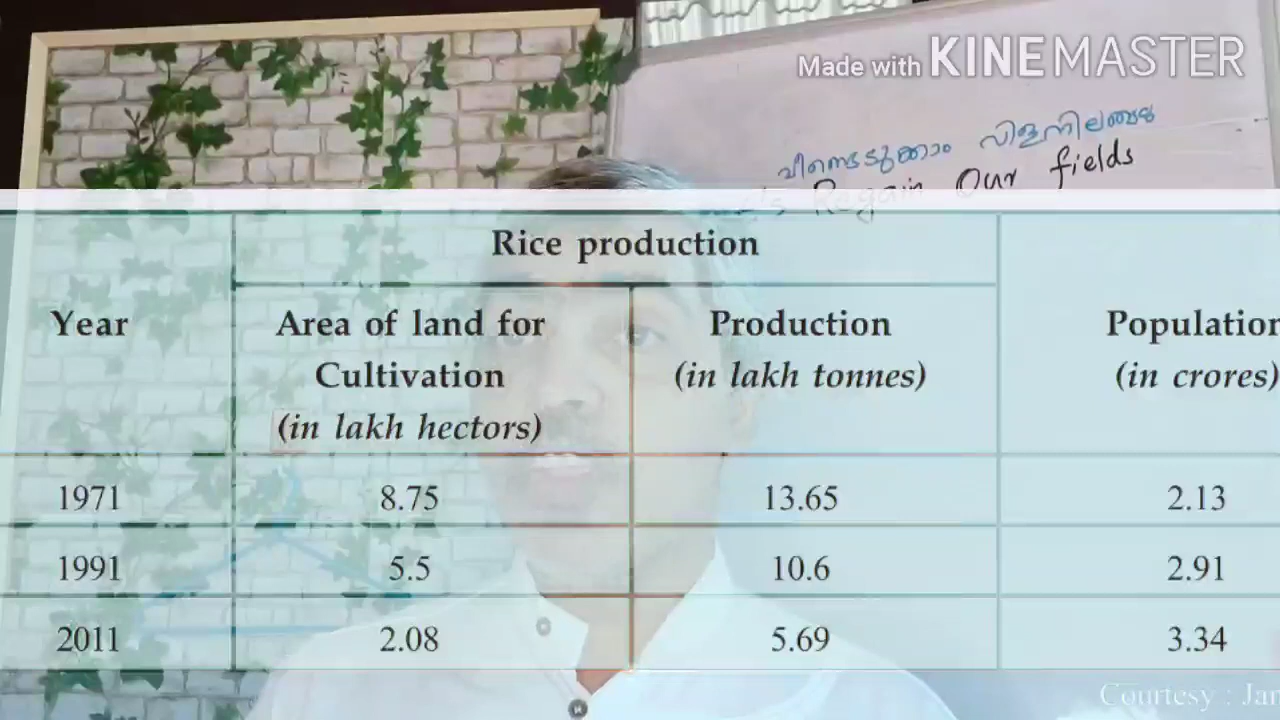 Made with KINEMASTER
വീണ്ടെടുക്കാം വിളനിലങ്ങൾ
Regain Our fields
Rice production
Year Area of land for Cultivation (in lakh hectors) Production (in lakh tonnes) Population (in crores)
1971 8.75 13.65 2.13
1991 5.5 10.6 2.91
2011 2.08 5.69 3.34
Courtesy :